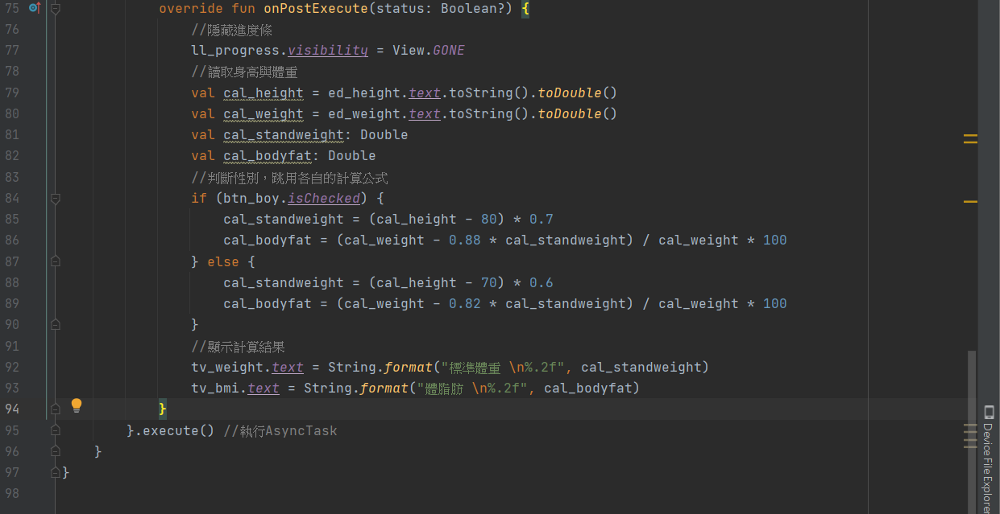 75 override fun onPostExecute(status: Boolean?) {
76 //隱藏進度條
77 ll_progress.visibility = View.GONE
78 //讀取身高與體重
79 val cal_height = ed_height.text.toString().toDouble()
80 val cal_weight = ed_weight.text.toString().toDouble()
81 val cal_standweight: Double
82 val cal_bodyfat: Double
83 //判斷性別，跳用各自的計算公式
84 if (btn_boy.isChecked) {
85 cal_standweight = (cal_height - 80) * 0.7
86 cal_bodyfat = (cal_weight - 0.88 * cal_standweight) / cal_weight * 100
87 } else {
88 cal_standweight = (cal_height - 70) * 0.6
89 cal_bodyfat = (cal_weight - 0.82 * cal_standweight) / cal_weight * 100
90 }
91 //顯示計算結果
92 tv_weight.text = String.format("標準體重 \n%.2f", cal_standweight)
93 tv_bmi.text = String.format("體脂肪 \n%.2f", cal_bodyfat)
94 }
95 }.execute() //執行AsyncTask
96 }
97 }
98
Device File Explorer